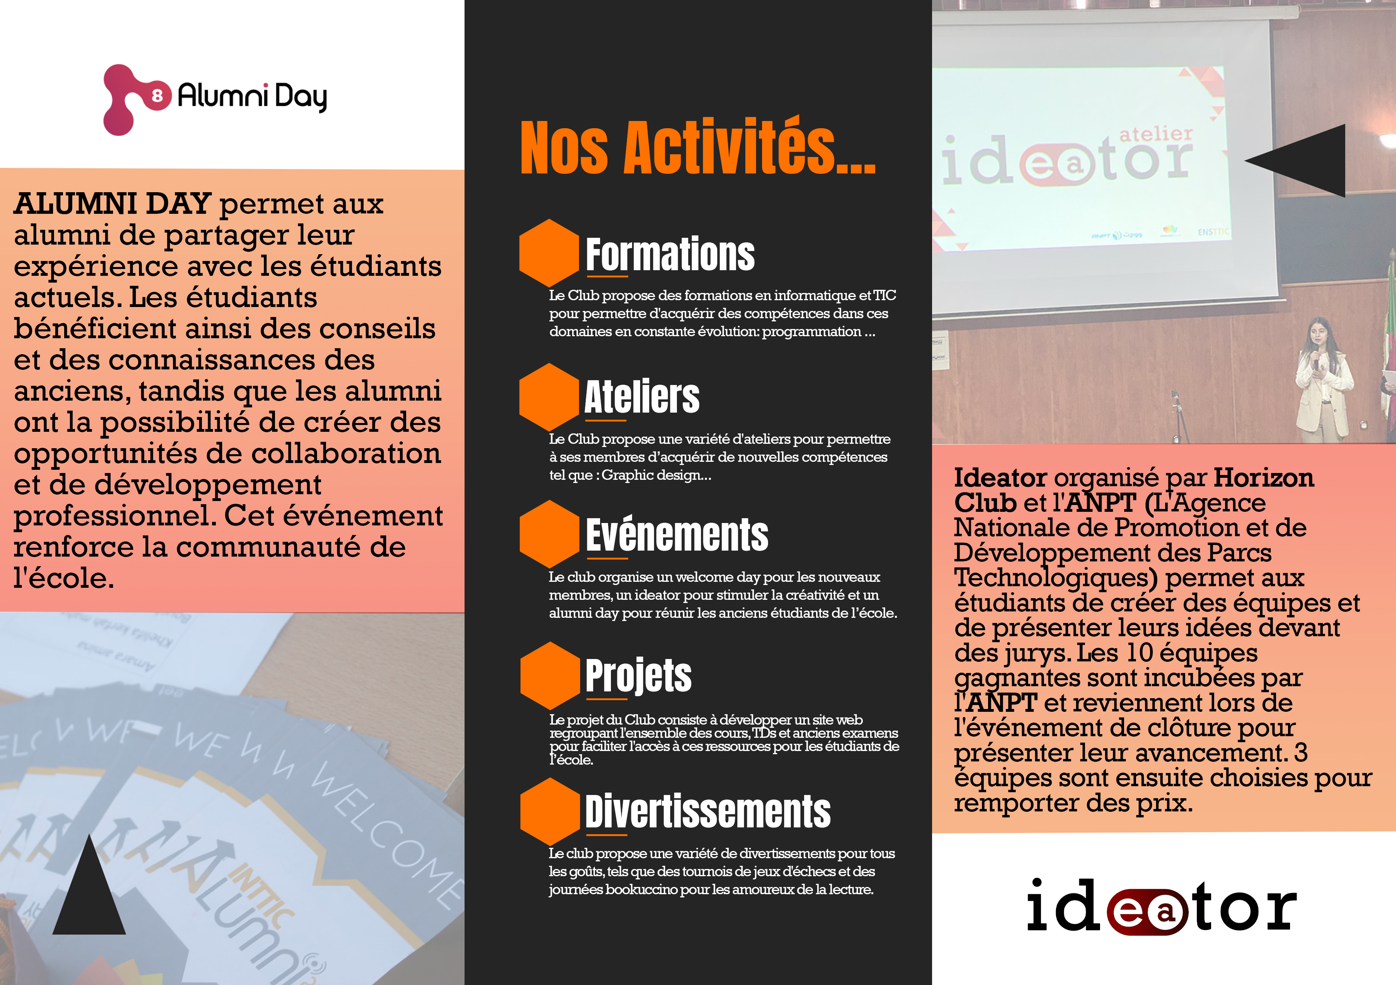 8 Alumni Day
ALUMNI DAY permet aux
alumni de partager leur
expérience avec les étudiants
actuels. Les étudiants
bénéficient ainsi des conseils
et des connaissances des
anciens, tandis que les alumni
ont la possibilité de créer des
opportunités de collaboration
et de développement
professionnel. Cet événement
renforce la communauté de
l'école.
Khelifa kerfah
Amara amina
WELCOME
INTTIC
Alumni
Nos Activités...
Formations
Le Club propose des formations en informatique et TIC
pour permettre d'acquérir des compétences dans ces
domaines en constante évolution: programmation ...
Ateliers
Le Club propose une variété d'ateliers pour permettre
à ses membres d'acquérir de nouvelles compétences
tel que : Graphic design...
Evénements
Le club organise un welcome day pour les nouveaux
membres, un ideator pour stimuler la créativité et un
alumni day pour réunir les anciens étudiants de l'école.
Projets
Le projet du Club consiste à développer un site web
regroupant l'ensemble des cours, TDs et anciens examens
pour faciliter l'accès à ces ressources pour les étudiants de
l'école.
Divertissements
Le club propose une variété de divertissements pour tous
les goûts, tels que des tournois de jeux d'échecs et des
journées bookuccino pour les amoureux de la lecture.
atelier
ideator
ENSTTIC
Ideator organisé par Horizon
Club et l'ANPT (L'Agence
Nationale de Promotion et de
Développement des Parcs
Technologiques) permet aux
étudiants de créer des équipes et
de présenter leurs idées devant
des jurys. Les 10 équipes
gagnantes sont incubées par
l'ANPT et reviennent lors de
l'événement de clôture pour
présenter leur avancement. 3
équipes sont ensuite choisies pour
remporter des prix.
ideator